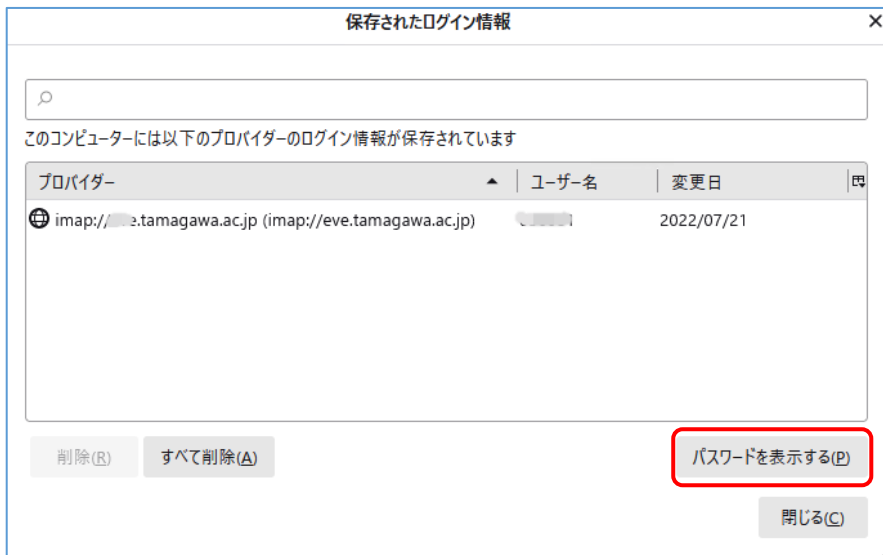 保存されたログイン情報
このコンピューターには以下のプロバイダーのログイン情報が保存されています
プロバイダー ユーザー名 変更日
imap:// e.tamagawa.ac.jp (imap://eve.tamagawa.ac.jp) 2022/07/21
削除(R) すべて削除(A) パスワードを表示する(P)
閉じる(C)